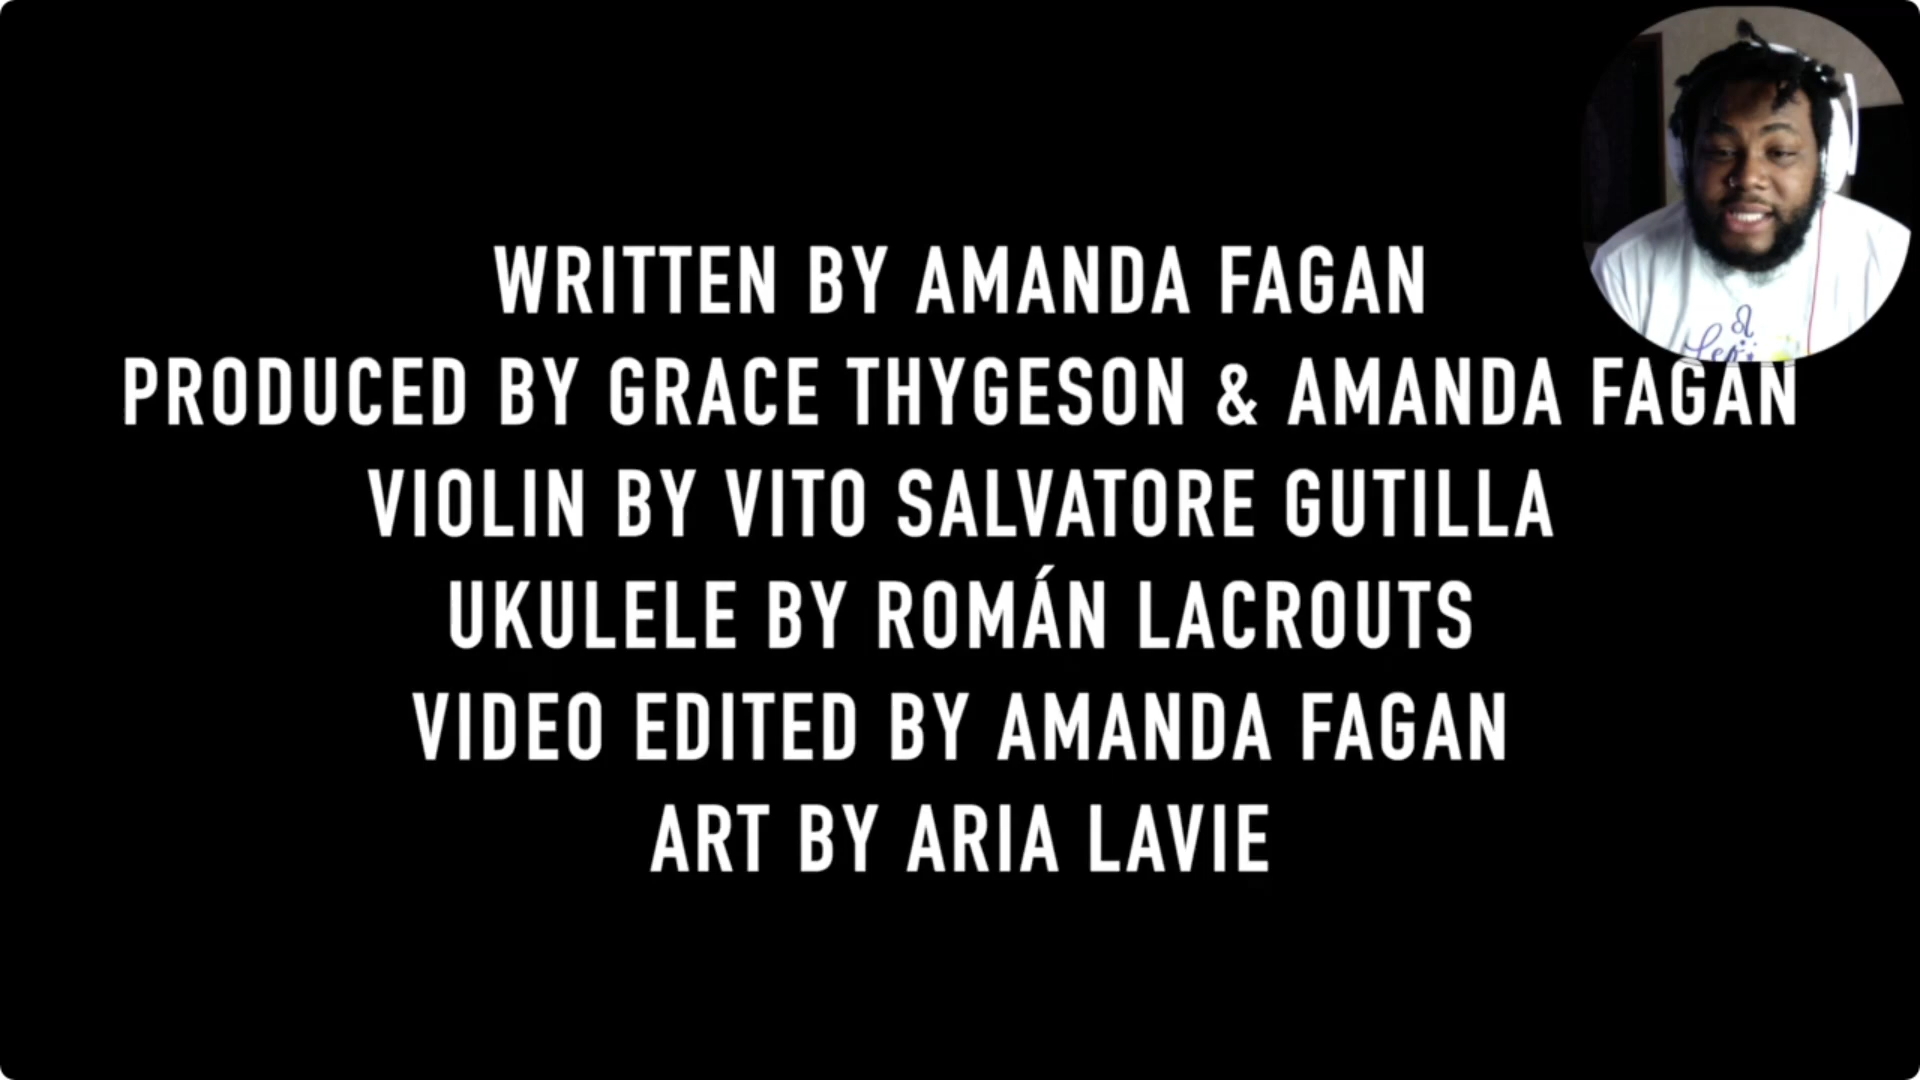 WRITTEN BY AMANDA FAGAN
PRODUCED BY GRACE THYGESON & AMANDA FAGAN
VIOLIN BY VITO SALVATORE GUTILLA
UKULELE BY ROMÁN LACROUTS
VIDEO EDITED BY AMANDA FAGAN
ART BY ARIA LAVIE